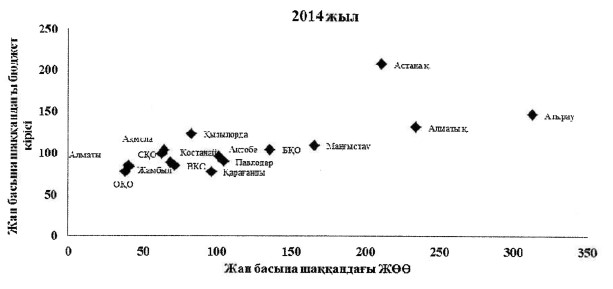 2014 жыл
Жан басына шаққандағы бюджет
кірісі
250
200
150
100
50
0
Астана қ.
Атырау
Алматы қ.
Қызылорда
Ақмола
Алматы
СҚО
Қостанай
Ақтөбе
БҚО
Маңғыстау
Жамбыл
ВКО
Павлодар
Қарағанды
ОҚО
0 50 100 150 200 250 300 350
Жан басына шаққандағы ЖӨӨ